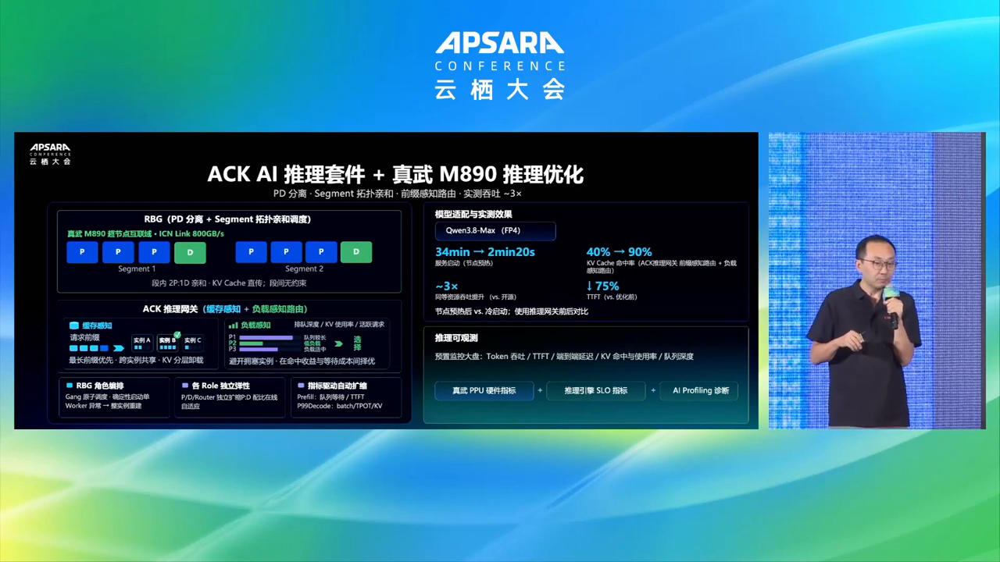 APSARA
CONFERENCE
云栖大会
APSARA
CONFERENCE
云栖大会
ACK AI 推理套件 + 真武 M890 推理优化
PD 分离 · Segment 拓扑亲和 · 前缀感知路由 · 实测吞吐 ~3×
RBG（PD 分离 + Segment 拓扑亲和调度）
真武 M890 超节点互联域 · ICN Link 800GB/s
P P P D P P P D
Segment 1 Segment 2
段内 2P:1D 亲和 · KV Cache 直传；段间无约束
ACK 推理网关（缓存感知 + 负载感知路由）
缓存感知
请求前缀
实例 A 实例 B 实例 C
最长前缀优先 · 跨实例共享 · KV 分层卸载
负载感知 排队深度 / KV 使用率 / 活跃请求
P1 队列较长
P2 低负载
P3 负载适中
选择
避开拥塞实例 · 在命中收益与等待成本间择优
RBG 角色编排
Gang 原子调度 · 确定性启动单
Worker 异常 → 整实例重建
各 Role 独立弹性
P/D/Router 独立扩缩 → 配比在线
自适应
指标驱动自动扩缩
Prefill：队列等待 / TTFT
P99Decode：batch/TPOT/KV
模型适配与实测效果
Qwen3.8-Max （FP4）
34min → 2min20s
服务启动（节点预热）
40% → 90%
KV Cache 命中率（ACK推理网关 前缀感知路由 + 负载
感知路由）
~3×
同等资源吞吐提升 （vs. 开源）
↓ 75%
TTFT（vs. 优化前）
节点预热后 vs. 冷启动；使用推理网关前后对比
推理可观测
预置监控大盘：Token 吞吐 / TTFT / 端到端延迟 / KV 命中与使用率 / 队列深度
真武 PPU 硬件指标 + 推理引擎 SLO 指标 + AI Profiling 诊断